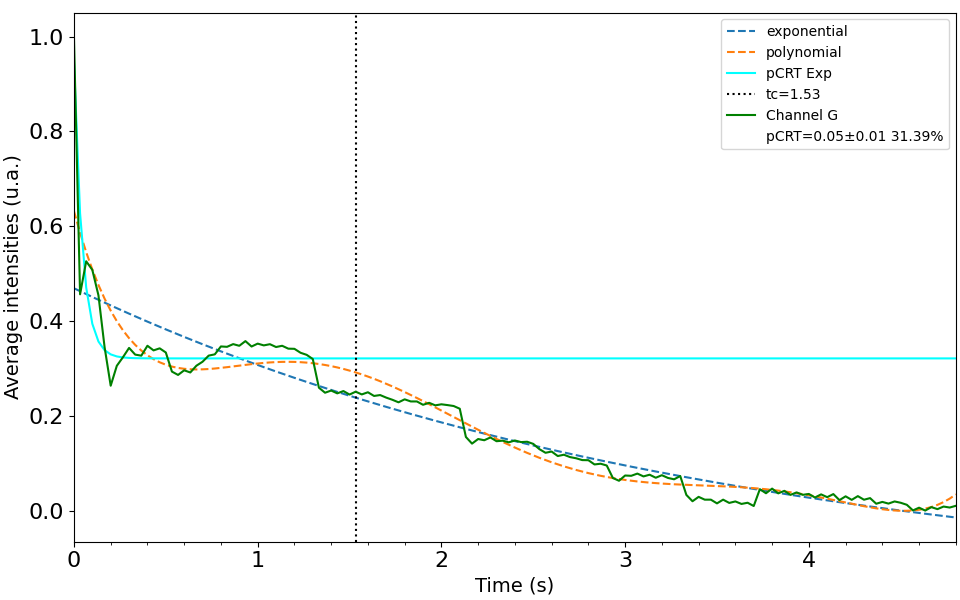 exponential
polynomial
pCRT Exp
tc=1.53
Channel G
pCRT=0.05±0.01 31.39%
Average intensities (u.a.)
1.0
0.8
0.6
0.4
0.2
0.0
0 1 2 3 4
Time (s)